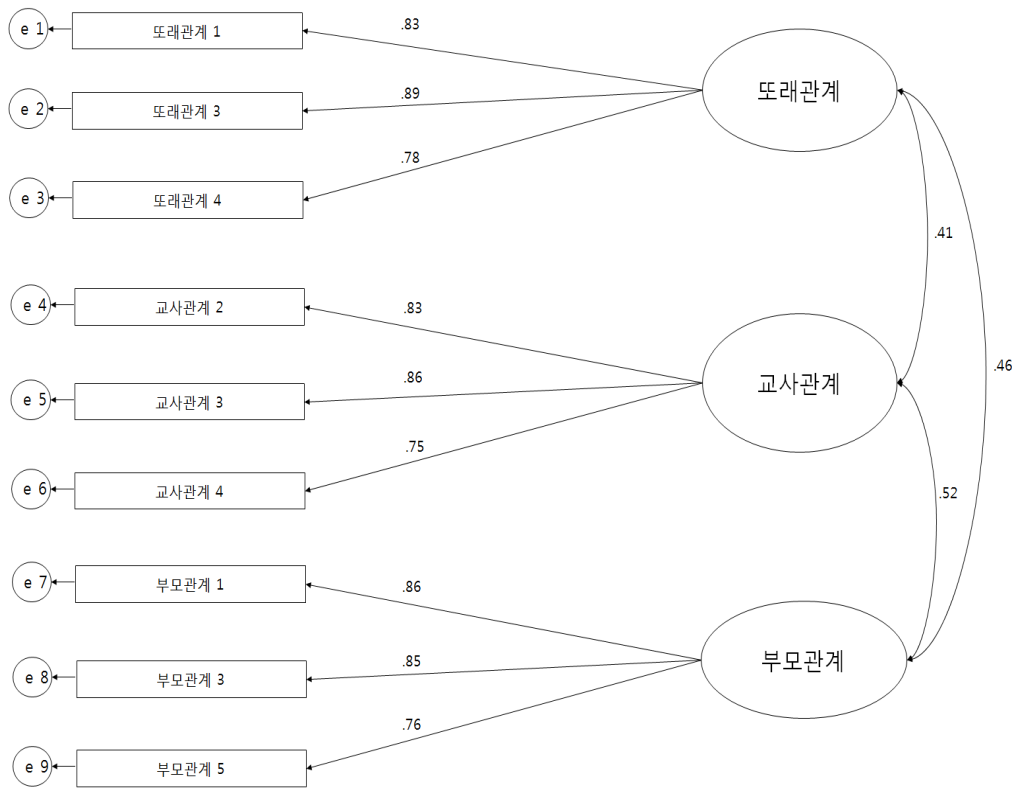 e 1
또래관계 1
.83
e 2
또래관계 3
.89
또래관계
e 3
또래관계 4
.78
.41
e 4
교사관계 2
.83
.46
e 5
교사관계 3
.86
교사관계
e 6
교사관계 4
.75
.52
e 7
부모관계 1
.86
e 8
부모관계 3
.85
부모관계
e 9
부모관계 5
.76